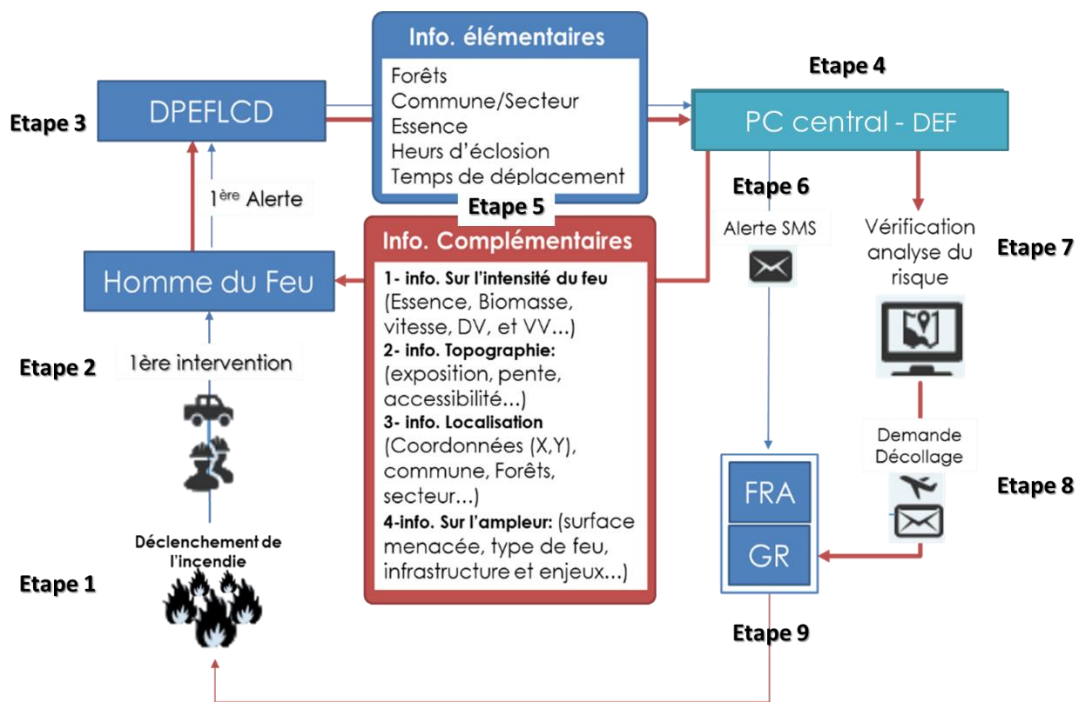 Info. élémentaires
Forêts
Commune/Secteur
Essence
Heurs d'éclosion
Temps de déplacement
Etape 3
DPEFLCD
Etape 4
PC central - DEF
1ère Alerte
Etape 5
Info. Complémentaires
1- info. Sur l'intensité du feu
(Essence, Biomasse,
vitesse, DV, et VV...)
2- info. Topographie:
(exposition, pente,
accessibilité...)
3- info. Localisation
(Coordonnées (X,Y),
commune, Forêts,
secteur...)
4-info. Sur l'ampleur: (surface
menacée, type de feu,
infrastructure et enjeux...)
Homme du Feu
Etape 2
1ère intervention
Déclenchement de
l'incendie
Etape 1
Etape 6
Alerte SMS
Vérification
analyse du
risque
Etape 7
Demande
Décollage
Etape 8
FRA
GR
Etape 9